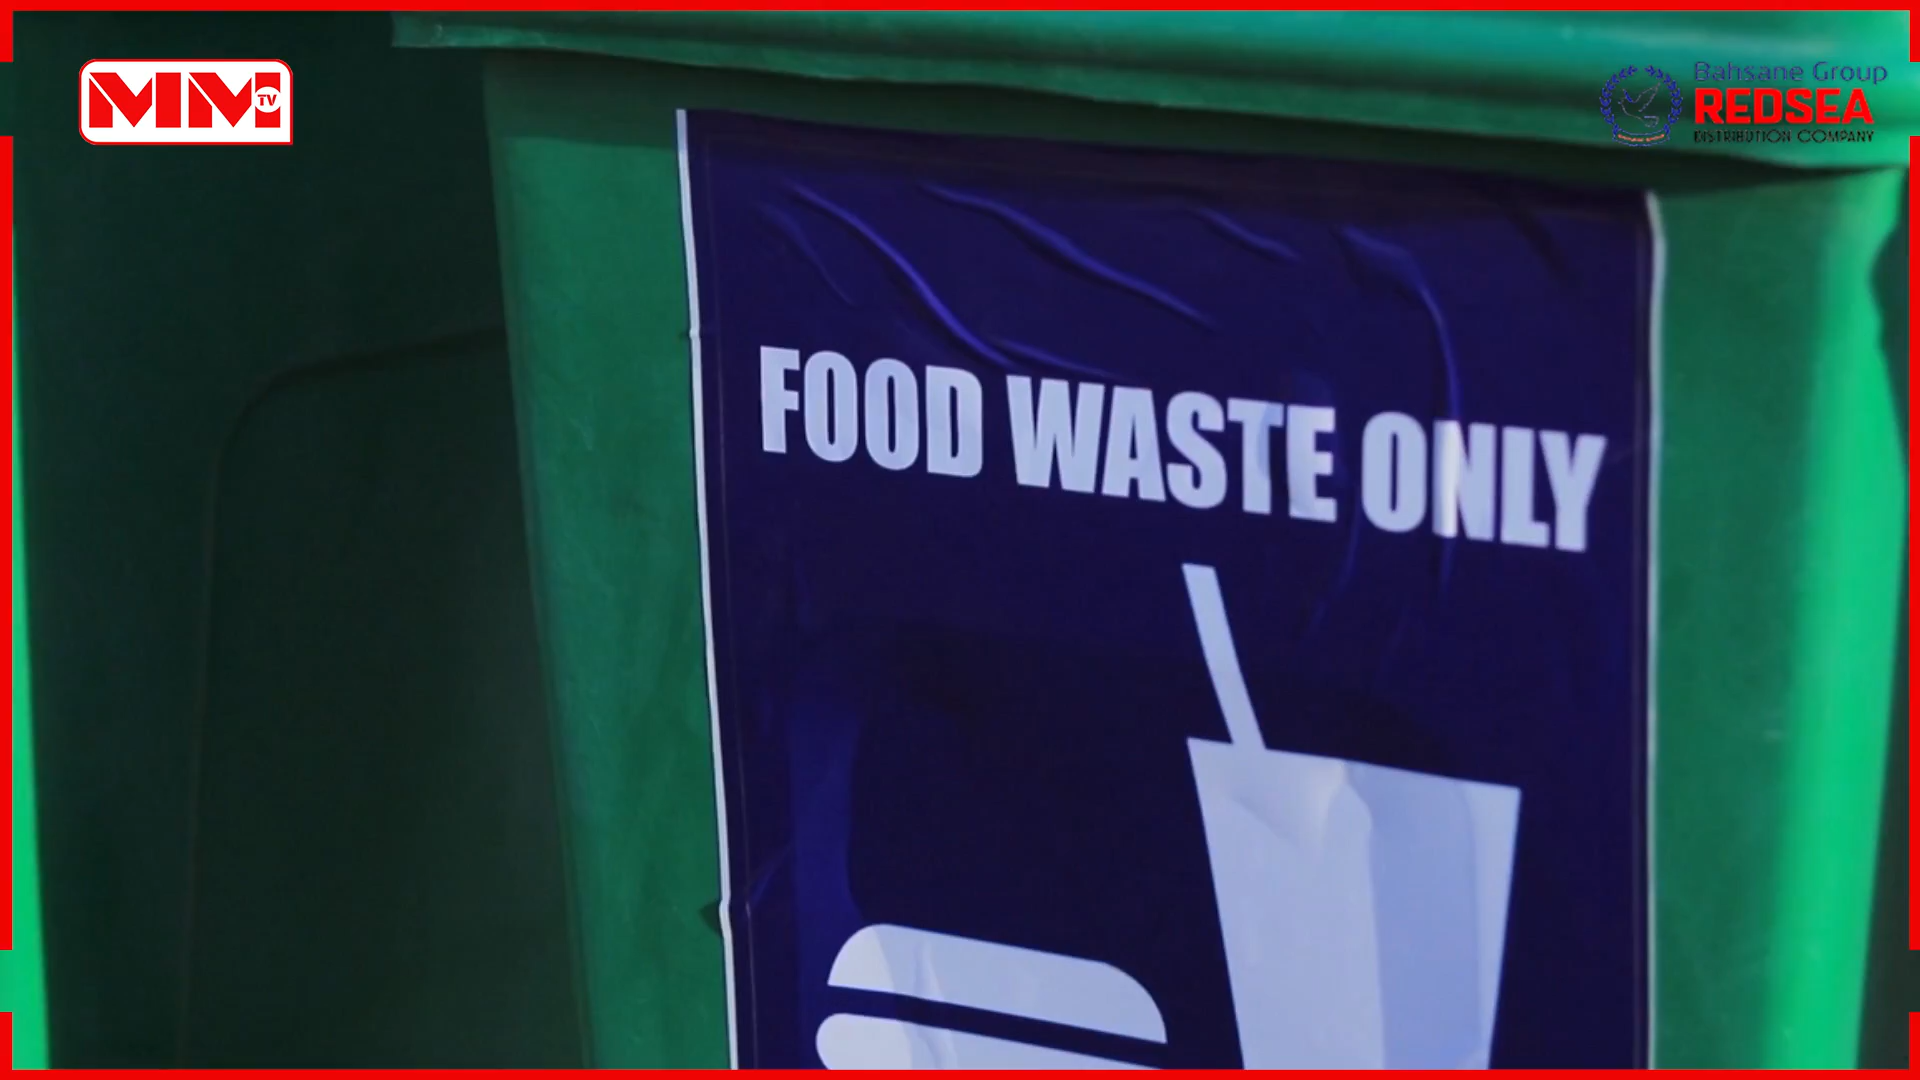 MM TV
Bahsane Group
REDSEA
DISTRIBUTION COMPANY
FOOD WASTE ONLY